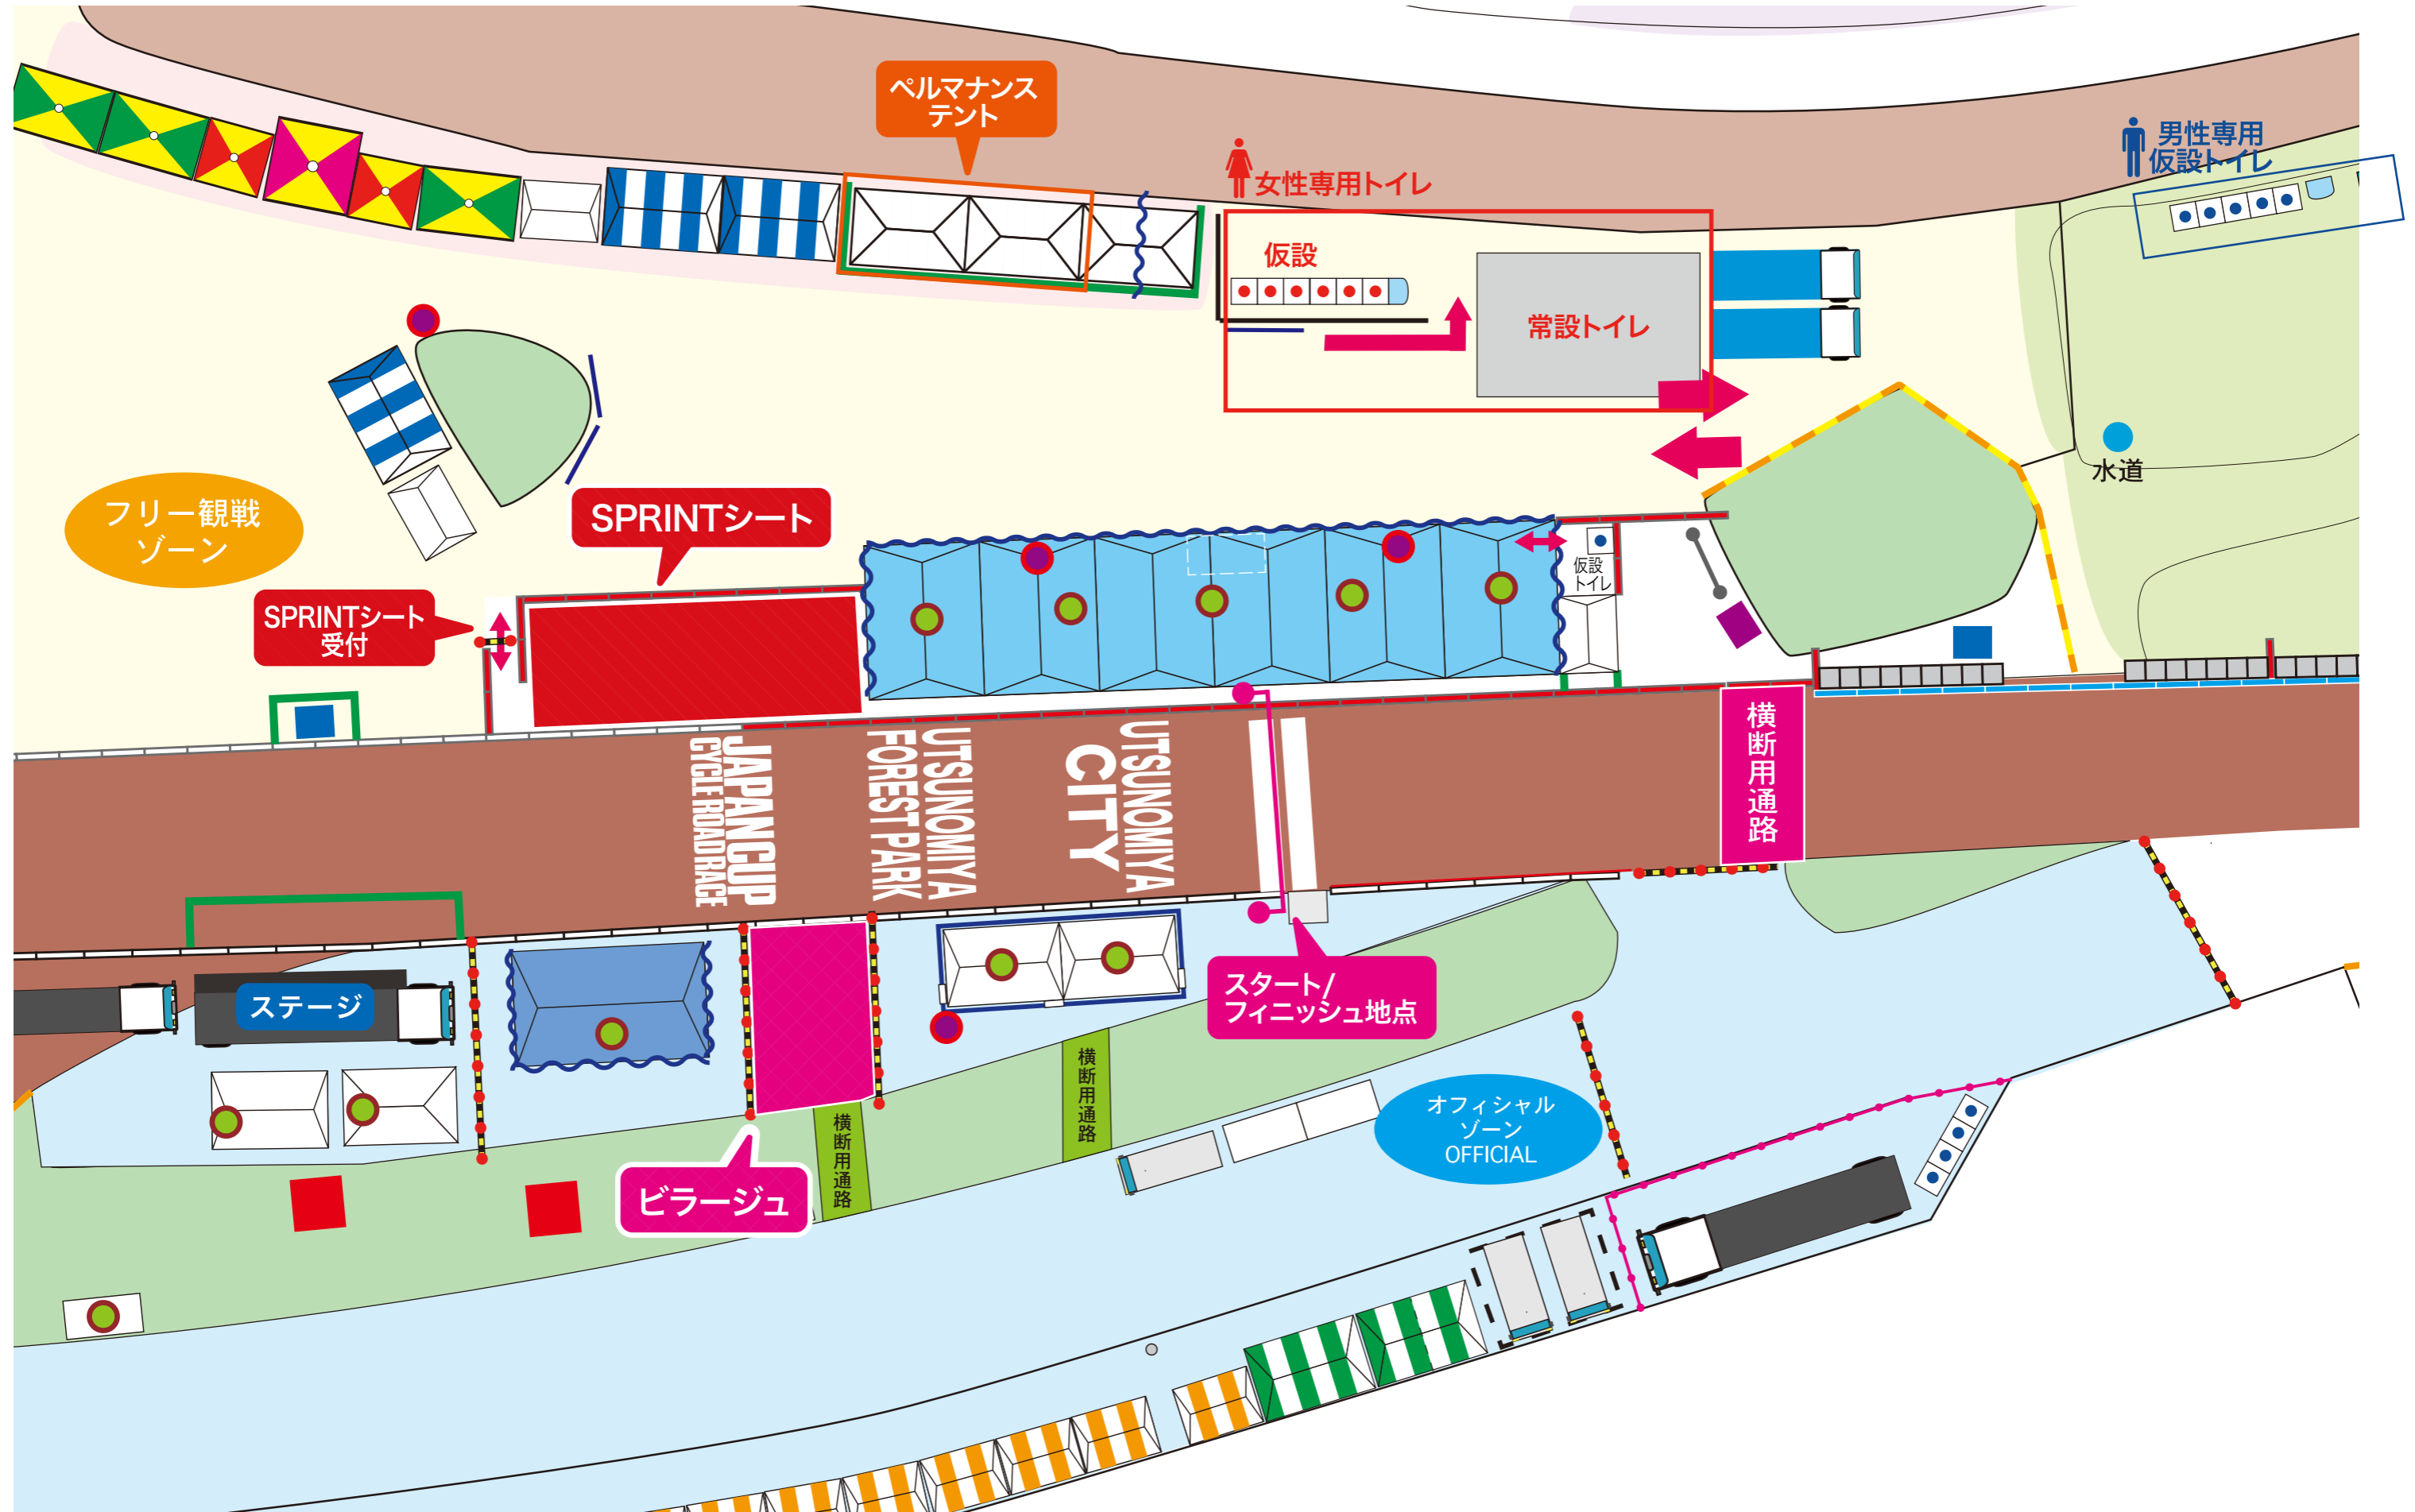 ペルマナンス
テント
女性専用トイレ
仮設
常設トイレ
男性専用
仮設トイレ
水道
フリー観戦
ゾーン
SPRINTシート
SPRINTシート
受付
仮設
トイレ
横断用通路
JAPANCUP
CYCLE ROAD RACE
UTSUNOMIYA
FOREST PARK
UTSUNOMIYA
CITY
ステージ
スタート/
フィニッシュ地点
横断用通路
横断用通路
ビラージュ
オフィシャル
ゾーン
OFFICIAL